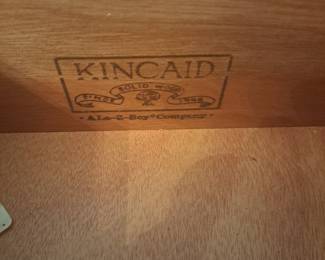 KINCAID
SINCE SOLID WOOD 1946
• A La-Z-Boy® Company •